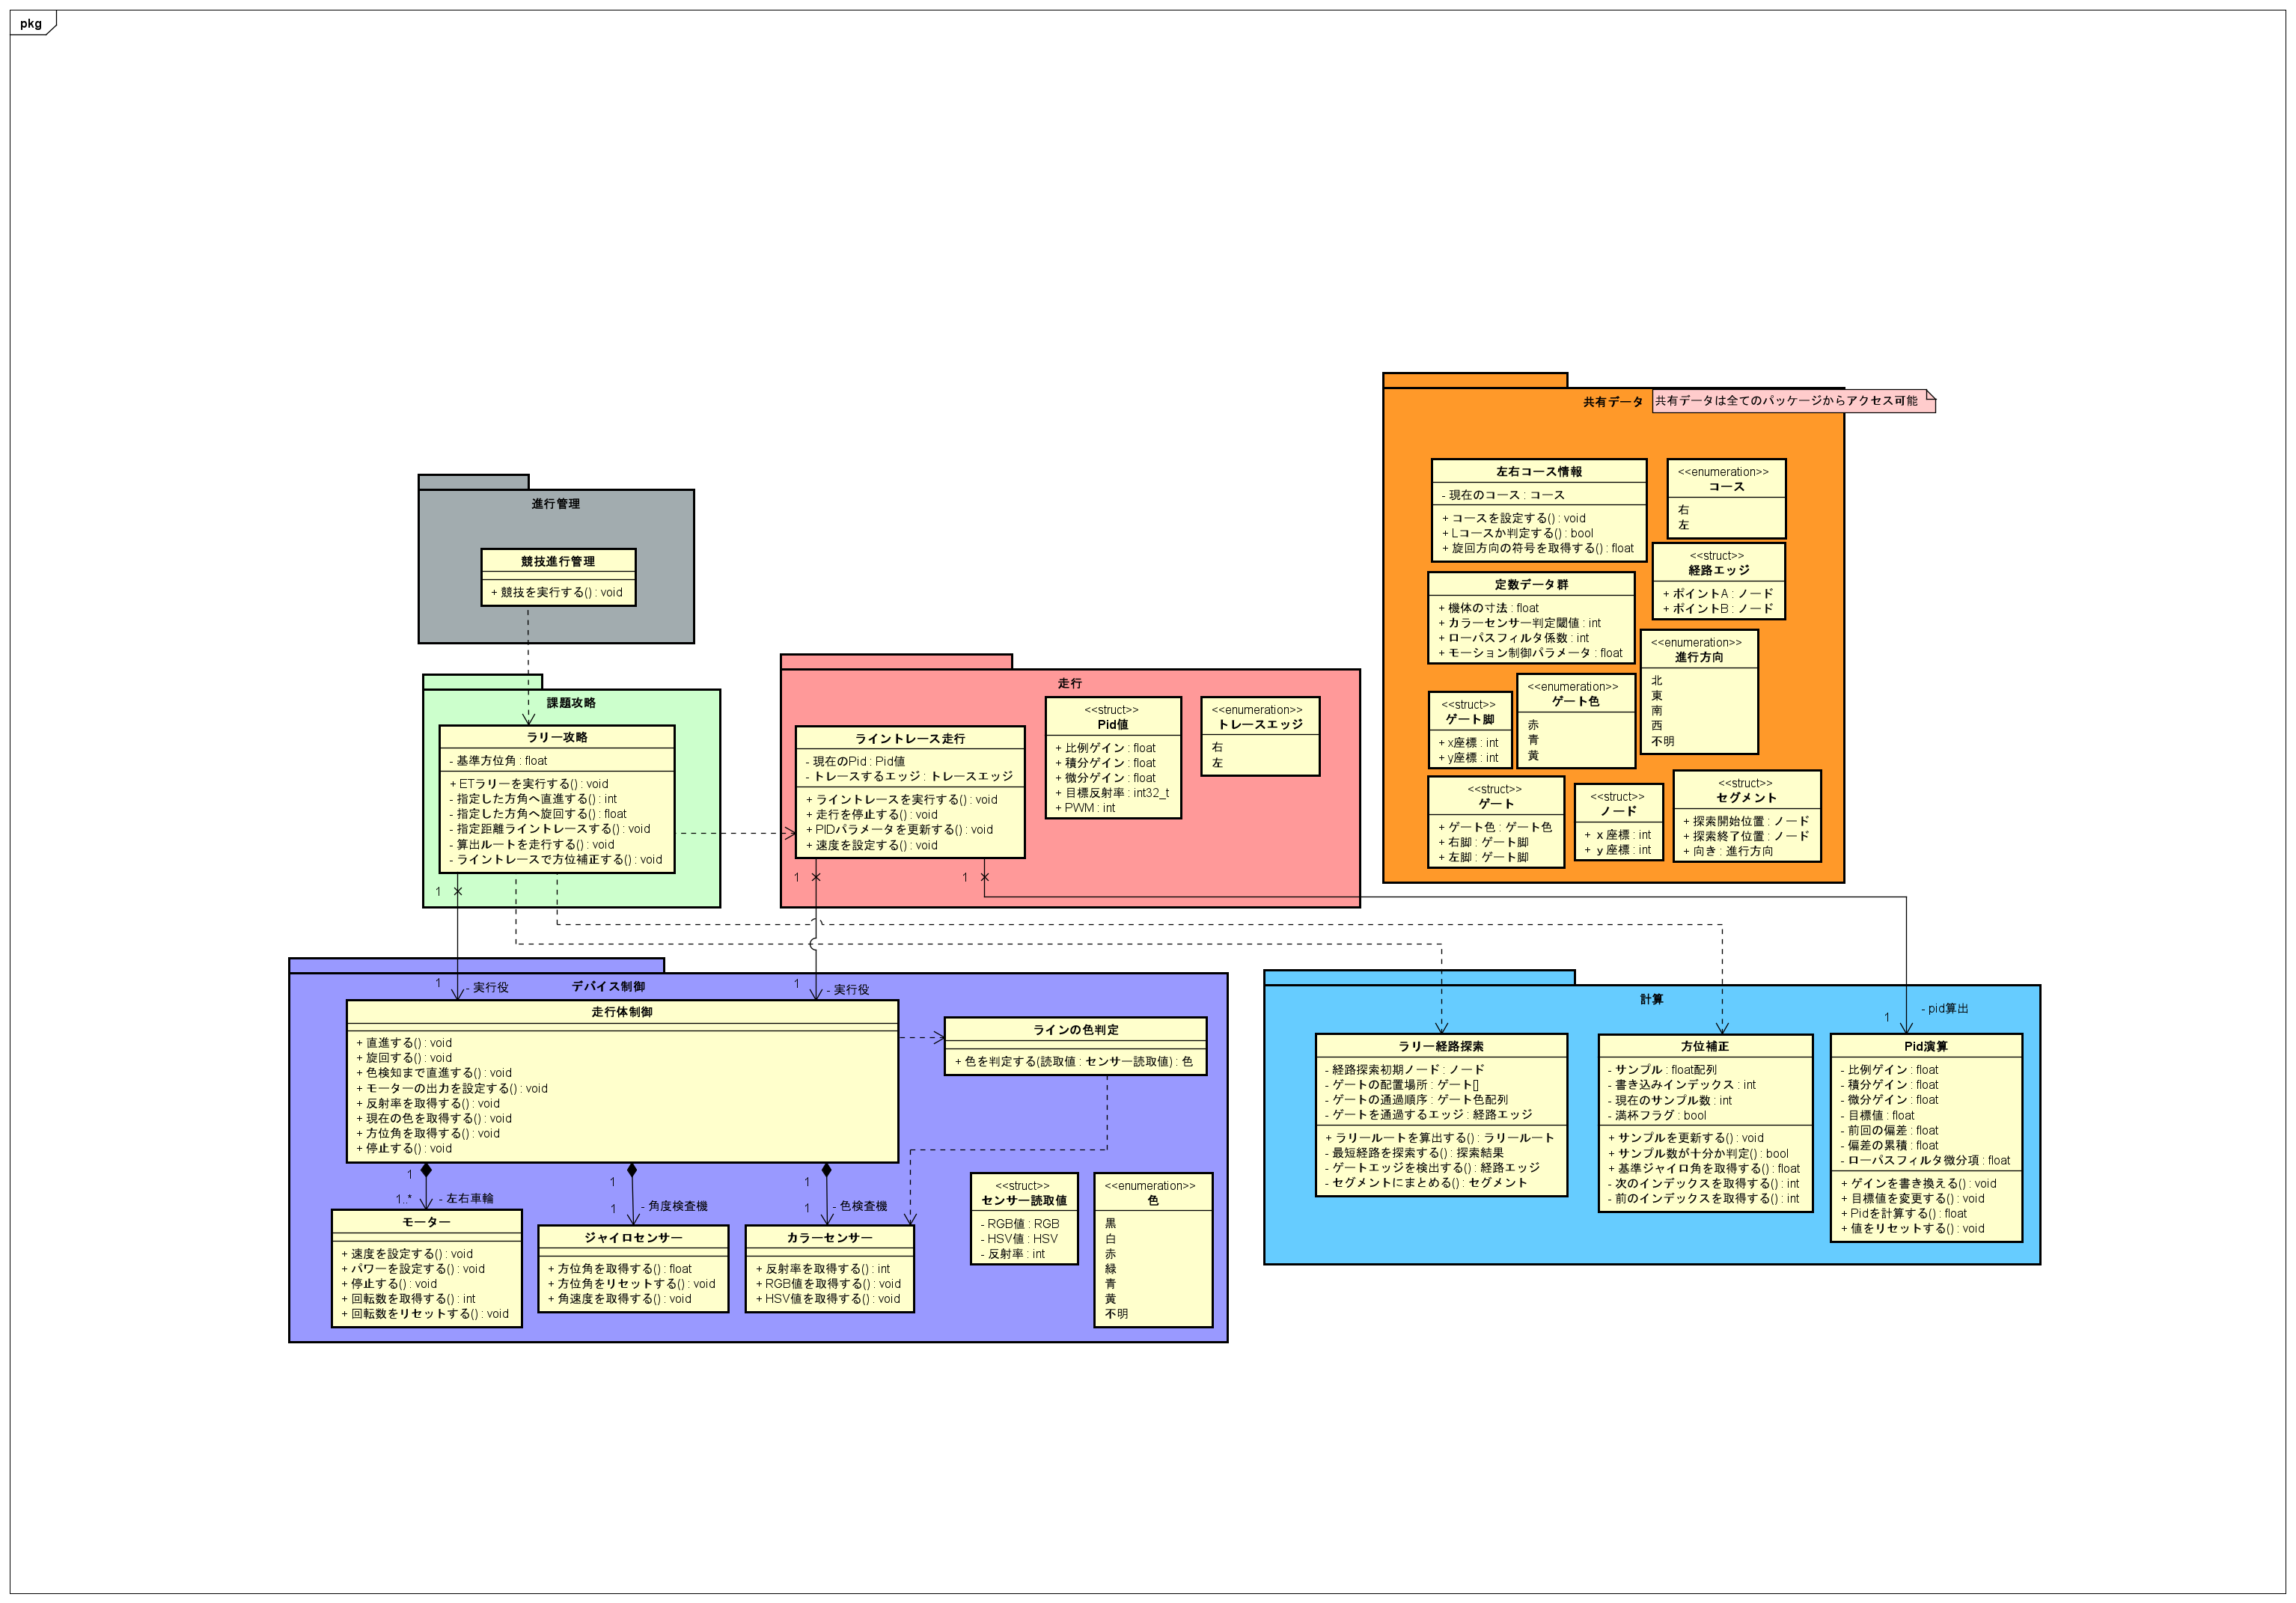 pkg
共有データ
共有データは全てのパッケージからアクセス可能
左右コース情報
- 現在のコース : コース
+ コースを設定する() : void
+ Lコースか判定する() : bool
+ 旋回方向の符号を取得する() : float
<<enumeration>>
コース
右
左
<<struct>>
経路エッジ
+ ポイントA : ノード
+ ポイントB : ノード
定数データ群
+ 機体の寸法 : float
+ カラーセンサー判定閾値 : int
+ ローパスフィルタ係数 : int
+ モーション制御パラメータ : float
<<enumeration>>
進行方向
北
東
南
西
不明
<<struct>>
ゲート脚
+ x座標 : int
+ y座標 : int
<<enumeration>>
ゲート色
赤
青
黄
<<struct>>
ゲート
+ ゲート色 : ゲート色
+ 右脚 : ゲート脚
+ 左脚 : ゲート脚
<<struct>>
ノード
+ ｘ座標 : int
+ ｙ座標 : int
<<struct>>
セグメント
+ 探索開始位置 : ノード
+ 探索終了位置 : ノード
+ 向き : 進行方向
進行管理
競技進行管理
+ 競技を実行する() : void
課題攻略
ラリー攻略
- 基準方位角 : float
+ ETラリーを実行する() : void
- 指定した方角へ直進する() : int
- 指定した方角へ旋回する() : float
- 指定距離ライントレースする() : void
- 算出ルートを走行する() : void
- ライントレースで方位補正する() : void
走行
ライントレース走行
- 現在のPid : Pid値
- トレースするエッジ : トレースエッジ
+ ライントレースを実行する() : void
+ 走行を停止する() : void
+ PIDパラメータを更新する() : void
+ 速度を設定する() : void
<<struct>>
Pid値
+ 比例ゲイン : float
+ 積分ゲイン : float
+ 微分ゲイン : float
+ 目標反射率 : int32_t
+ PWM : int
<<enumeration>>
トレースエッジ
右
左
1
1
1
1
- 実行役
1
- 実行役
デバイス制御
走行体制御
+ 直進する() : void
+ 旋回する() : void
+ 色検知まで直進する() : void
+ モーターの出力を設定する() : void
+ 反射率を取得する() : void
+ 現在の色を取得する() : void
+ 方位角を取得する() : void
+ 停止する() : void
ラインの色判定
+ 色を判定する(読取値 : センサー読取値) : 色
1
1..*
- 左右車輪
1
1
- 角度検査機
1
1
- 色検査機
モーター
+ 速度を設定する() : void
+ パワーを設定する() : void
+ 停止する() : void
+ 回転数を取得する() : int
+ 回転数をリセットする() : void
ジャイロセンサー
+ 方位角を取得する() : float
+ 方位角をリセットする() : void
+ 角速度を取得する() : void
カラーセンサー
+ 反射率を取得する() : int
+ RGB値を取得する() : void
+ HSV値を取得する() : void
<<struct>>
センサー読取値
- RGB値 : RGB
- HSV値 : HSV
- 反射率 : int
<<enumeration>>
色
黒
白
赤
緑
青
黄
不明
計算
1
- pid算出
ラリー経路探索
- 経路探索初期ノード : ノード
- ゲートの配置場所 : ゲート[]
- ゲートの通過順序 : ゲート色配列
- ゲートを通過するエッジ : 経路エッジ
+ ラリールートを算出する() : ラリールート
- 最短経路を探索する() : 探索結果
- ゲートエッジを検出する() : 経路エッジ
- セグメントにまとめる() : セグメント
方位補正
- サンプル : float配列
- 書き込みインデックス : int
- 現在のサンプル数 : int
- 満杯フラグ : bool
+ サンプルを更新する() : void
+ サンプル数が十分か判定() : bool
+ 基準ジャイロ角を取得する() : float
- 次のインデックスを取得する() : int
- 前のインデックスを取得する() : int
Pid演算
- 比例ゲイン : float
- 積分ゲイン : float
- 微分ゲイン : float
- 目標値 : float
- 前回の偏差 : float
- 偏差の累積 : float
- ローパスフィルタ微分項 : float
+ ゲインを書き換える() : void
+ 目標値を変更する() : void
+ Pidを計算する() : float
+ 値をリセットする() : void